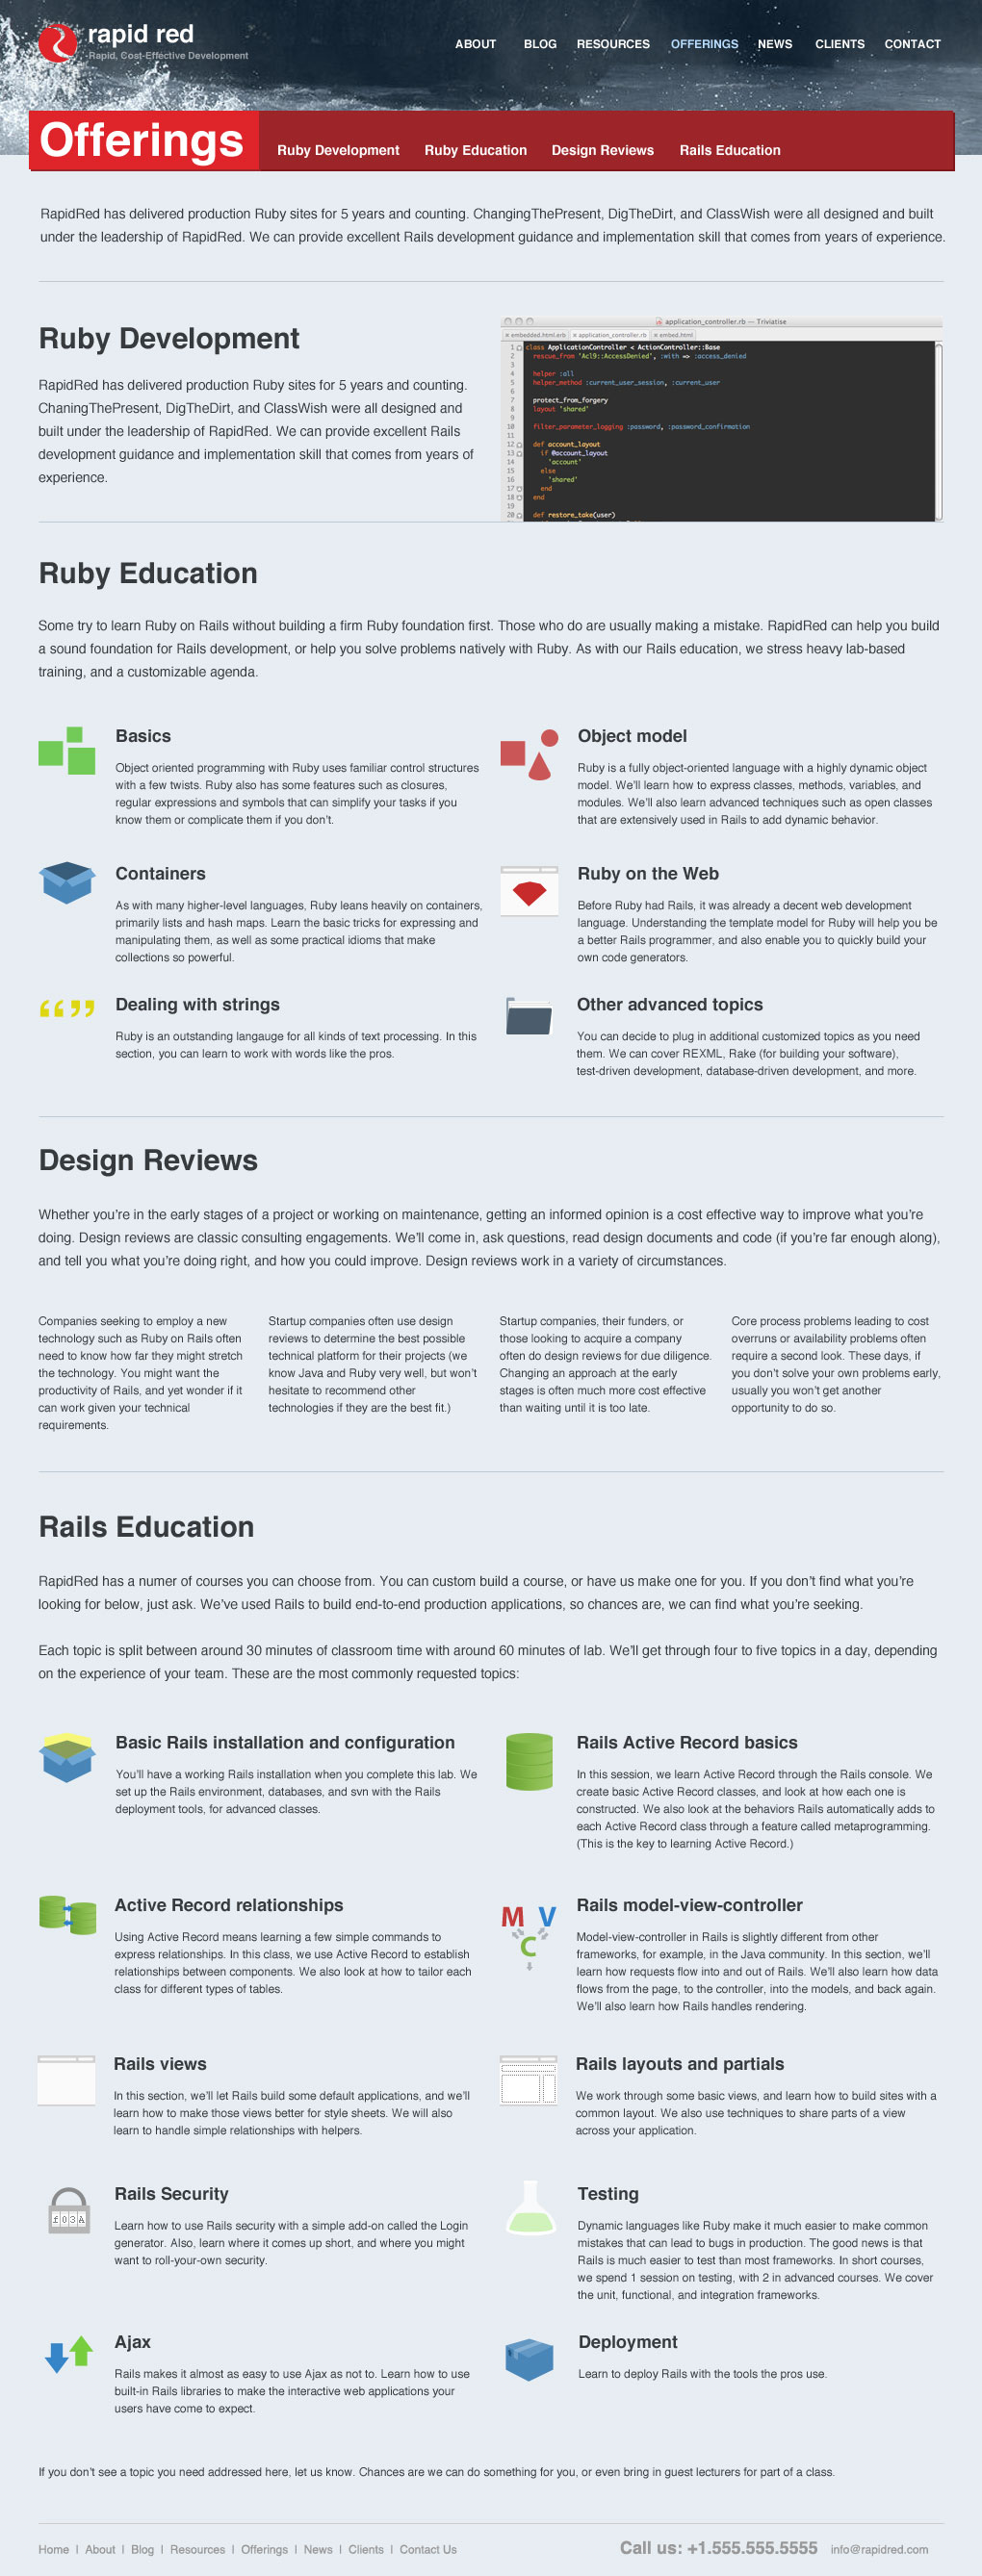 rapid red
Rapid, Cost-Effective Development
ABOUT BLOG RESOURCES OFFERINGS NEWS CLIENTS CONTACT
Offerings
Ruby Development Ruby Education Design Reviews Rails Education
RapidRed has delivered production Ruby sites for 5 years and counting. ChangingThePresent, DigTheDirt, and ClassWish were all designed and built
under the leadership of RapidRed. We can provide excellent Rails development guidance and implementation skill that comes from years of experience.
Ruby Development
RapidRed has delivered production Ruby sites for 5 years and counting.
ChaningThePresent, DigTheDirt, and ClassWish were all designed and
built under the leadership of RapidRed. We can provide excellent Rails
development guidance and implementation skill that comes from years of
experience.
application_controller.rb — Triviatise
embedded.html.erb application_controller.rb embed.html
1 class ApplicationController < ActionController::Base
2 rescue_from 'Acl9::AccessDenied', :with => :access_denied
3
4 helper :all
5 helper_method :current_user_session, :current_user
6
7 protect_from_forgery
8 layout 'shared'
9
10 filter_parameter_logging :password, :password_confirmation
11
12 def account_layout
13 if @account_layout
14 'account'
15 else
16 'shared'
17 end
18 end
19
20 def restore_take(user)
Ruby Education
Some try to learn Ruby on Rails without building a firm Ruby foundation first. Those who do are usually making a mistake. RapidRed can help you build
a sound foundation for Rails development, or help you solve problems natively with Ruby. As with our Rails education, we stress heavy lab-based
training, and a customizable agenda.
Basics
Object oriented programming with Ruby uses familiar control structures
with a few twists. Ruby also has some features such as closures,
regular expressions and symbols that can simplify your tasks if you
know them or complicate them if you don't.
Object model
Ruby is a fully object-oriented language with a highly dynamic object
model. We'll learn how to express classes, methods, variables, and
modules. We'll also learn advanced techniques such as open classes
that are extensively used in Rails to add dynamic behavior.
Containers
As with many higher-level languages, Ruby leans heavily on containers,
primarily lists and hash maps. Learn the basic tricks for expressing and
manipulating them, as well as some practical idioms that make
collections so powerful.
Ruby on the Web
Before Ruby had Rails, it was already a decent web development
language. Understanding the template model for Ruby will help you be
a better Rails programmer, and also enable you to quickly build your
own code generators.
Dealing with strings
Ruby is an outstanding langauge for all kinds of text processing. In this
section, you can learn to work with words like the pros.
Other advanced topics
You can decide to plug in additional customized topics as you need
them. We can cover REXML, Rake (for building your software),
test-driven development, database-driven development, and more.
Design Reviews
Whether you're in the early stages of a project or working on maintenance, getting an informed opinion is a cost effective way to improve what you're
doing. Design reviews are classic consulting engagements. We'll come in, ask questions, read design documents and code (if you're far enough along),
and tell you what you're doing right, and how you could improve. Design reviews work in a variety of circumstances.
Companies seeking to employ a new
technology such as Ruby on Rails often
need to know how far they might stretch
the technology. You might want the
productivity of Rails, and yet wonder if it
can work given your technical
requirements.
Startup companies often use design
reviews to determine the best possible
technical platform for their projects (we
know Java and Ruby very well, but won't
hesitate to recommend other
technologies if they are the best fit.)
Startup companies, their funders, or
those looking to acquire a company
often do design reviews for due diligence.
Changing an approach at the early
stages is often much more cost effective
than waiting until it is too late.
Core process problems leading to cost
overruns or availability problems often
require a second look. These days, if
you don't solve your own problems early,
usually you won't get another
opportunity to do so.
Rails Education
RapidRed has a numer of courses you can choose from. You can custom build a course, or have us make one for you. If you don't find what you're
looking for below, just ask. We've used Rails to build end-to-end production applications, so chances are, we can find what you're seeking.
Each topic is split between around 30 minutes of classroom time with around 60 minutes of lab. We'll get through four to five topics in a day, depending
on the experience of your team. These are the most commonly requested topics:
Basic Rails installation and configuration
You'll have a working Rails installation when you complete this lab. We
set up the Rails environment, databases, and svn with the Rails
deployment tools, for advanced classes.
Rails Active Record basics
In this session, we learn Active Record through the Rails console. We
create basic Active Record classes, and look at how each one is
constructed. We also look at the behaviors Rails automatically adds to
each Active Record class through a feature called metaprogramming.
(This is the key to learning Active Record.)
Active Record relationships
Using Active Record means learning a few simple commands to
express relationships. In this class, we use Active Record to establish
relationships between components. We also look at how to tailor each
class for different types of tables.
M V
C
Rails model-view-controller
Model-view-controller in Rails is slightly different from other
frameworks, for example, in the Java community. In this section, we'll
learn how requests flow into and out of Rails. We'll also learn how data
flows from the page, to the controller, into the models, and back again.
We'll also learn how Rails handles rendering.
Rails views
In this section, we'll let Rails build some default applications, and we'll
learn how to make those views better for style sheets. We will also
learn to handle simple relationships with helpers.
Rails layouts and partials
We work through some basic views, and learn how to build sites with a
common layout. We also use techniques to share parts of a view
across your application.
f03A
Rails Security
Learn how to use Rails security with a simple add-on called the Login
generator. Also, learn where it comes up short, and where you might
want to roll-your-own security.
Testing
Dynamic languages like Ruby make it much easier to make common
mistakes that can lead to bugs in production. The good news is that
Rails is much easier to test than most frameworks. In short courses,
we spend 1 session on testing, with 2 in advanced courses. We cover
the unit, functional, and integration frameworks.
Ajax
Rails makes it almost as easy to use Ajax as not to. Learn how to use
built-in Rails libraries to make the interactive web applications your
users have come to expect.
Deployment
Learn to deploy Rails with the tools the pros use.
If you don't see a topic you need addressed here, let us know. Chances are we can do something for you, or even bring in guest lecturers for part of a class.
Home | About | Blog | Resources | Offerings | News | Clients | Contact Us
Call us: +1.555.555.5555 info@rapidred.com